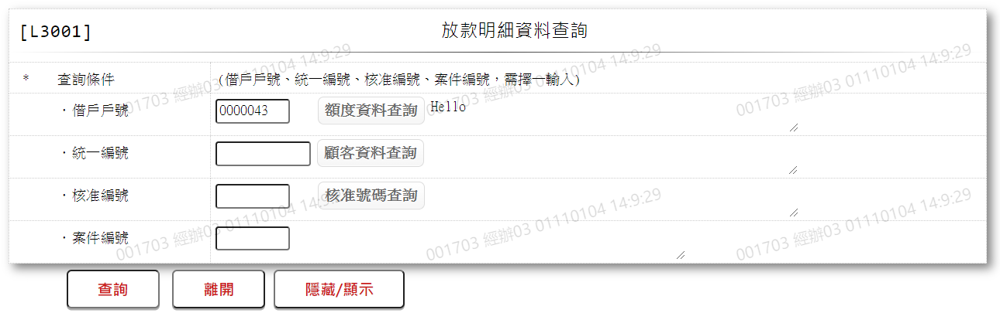 [L3001] 放款明細資料查詢
* 查詢條件 (借戶戶號、統一編號、核准編號、案件編號，需擇一輸入)
．借戶戶號 0000043 額度資料查詢 Hello
．統一編號 顧客資料查詢
．核准編號 核准號碼查詢
．案件編號
查詢 離開 隱藏/顯示
001703 經辦03 01110104 14:9:29
001703 經辦03 01110104 14:9:29
001703 經辦03 01110104 14:9:29
001703 經辦03 01110104 14:9:29
001703 經辦03 01110104 14:9:29
001703 經辦03 01110104 14:9:29